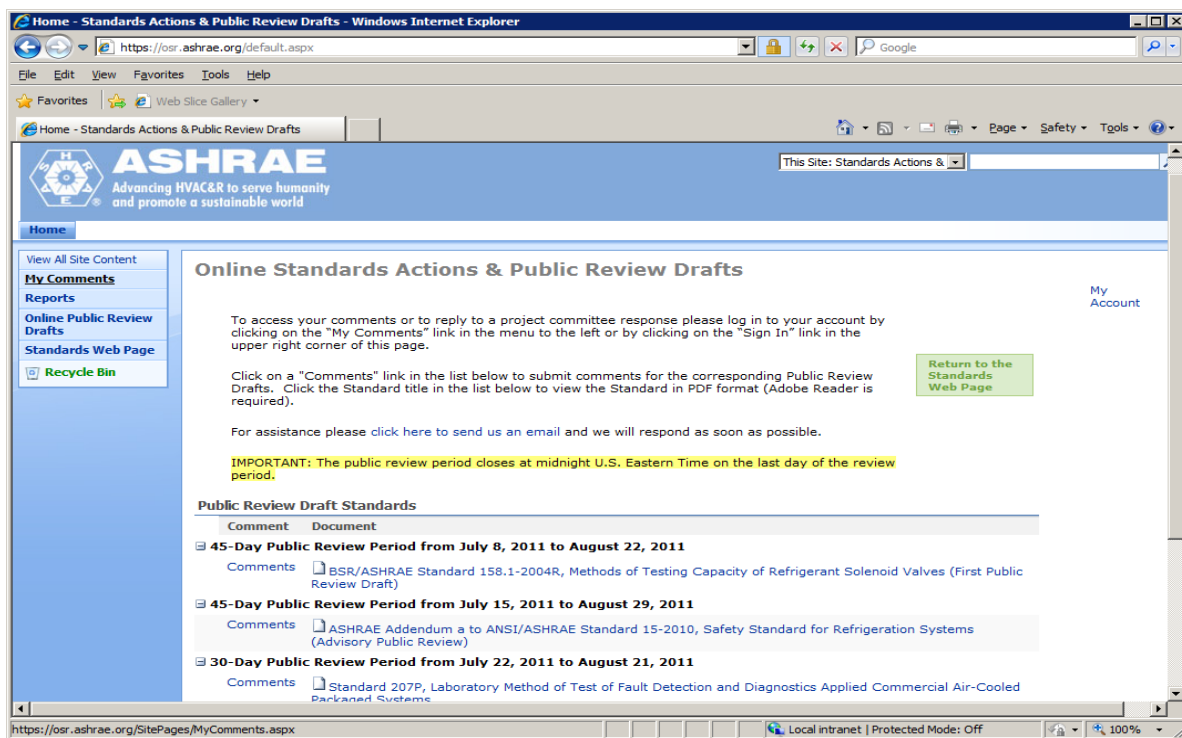 Home - Standards Actions & Public Review Drafts - Windows Internet Explorer
https://osr.ashrae.org/default.aspx
Google
File Edit View Favorites Tools Help
Favorites Web Slice Gallery
Home - Standards Actions & Public Review Drafts
Page Safety Tools
ASHRAE
Advancing HVAC&R to serve humanity
and promote a sustainable world
This Site: Standards Actions &
Home
View All Site Content
My Comments
Reports
Online Public Review
Drafts
Standards Web Page
Recycle Bin
Online Standards Actions & Public Review Drafts
My
Account
To access your comments or to reply to a project committee response please log in to your account by
clicking on the “My Comments” link in the menu to the left or by clicking on the “Sign In” link in the
upper right corner of this page.
Click on a "Comments" link in the list below to submit comments for the corresponding Public Review
Drafts. Click the Standard title in the list below to view the Standard in PDF format (Adobe Reader is
required).
Return to the
Standards
Web Page
For assistance please click here to send us an email and we will respond as soon as possible.
IMPORTANT: The public review period closes at midnight U.S. Eastern Time on the last day of the review
period.
Public Review Draft Standards
Comment Document
45-Day Public Review Period from July 8, 2011 to August 22, 2011
Comments BSR/ASHRAE Standard 158.1-2004R, Methods of Testing Capacity of Refrigerant Solenoid Valves (First Public
Review Draft)
45-Day Public Review Period from July 15, 2011 to August 29, 2011
Comments ASHRAE Addendum a to ANSI/ASHRAE Standard 15-2010, Safety Standard for Refrigeration Systems
(Advisory Public Review)
30-Day Public Review Period from July 22, 2011 to August 21, 2011
Comments Standard 207P, Laboratory Method of Test of Fault Detection and Diagnostics Applied Commercial Air-Cooled
Packaged Systems
https://osr.ashrae.org/SitePages/MyComments.aspx
Local intranet | Protected Mode: Off
100%